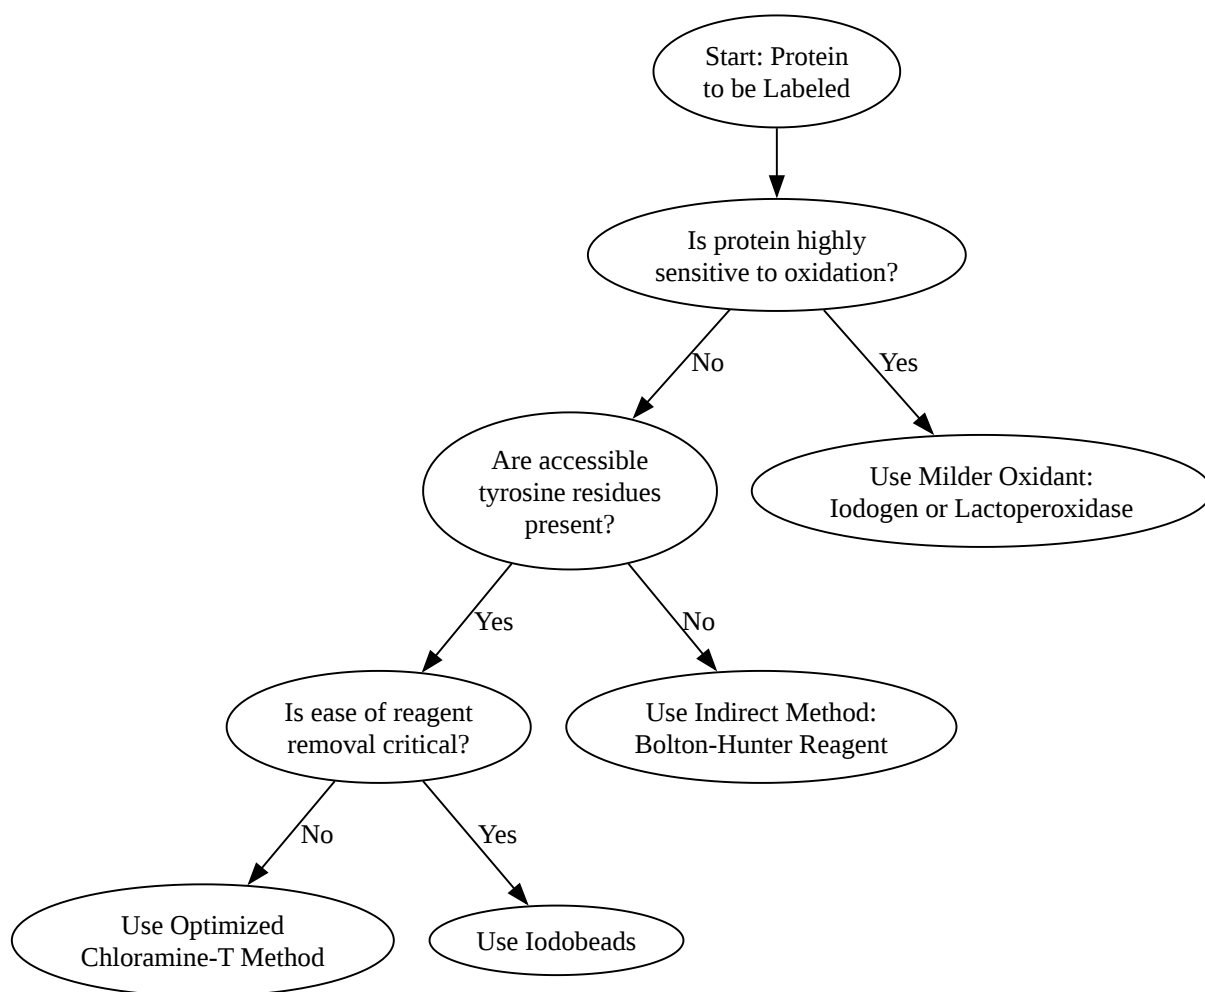 Start: Protein
to be Labeled
Is protein highly
sensitive to oxidation?
No
Yes
Are accessible
tyrosine residues
present?
Use Milder Oxidant:
Iodogen or Lactoperoxidase
Yes
No
Is ease of reagent
removal critical?
Use Indirect Method:
Bolton-Hunter Reagent
No
Yes
Use Optimized
Chloramine-T Method
Use Iodobeads